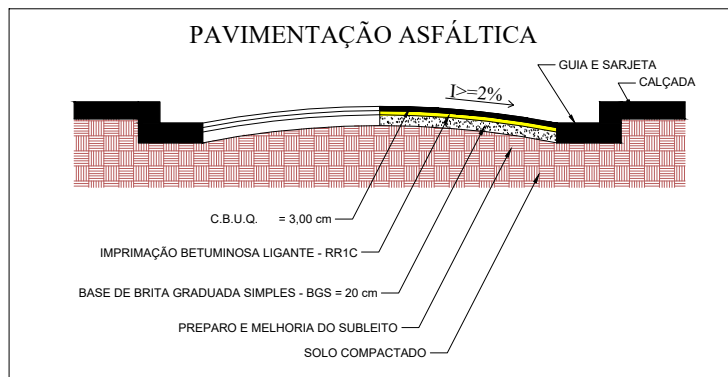 PAVIMENTAÇÃO ASFÁLTICA
GUIA E SARJETA
CALÇADA
I>=2%
C.B.U.Q. = 3,00 cm
IMPRIMAÇÃO BETUMINOSA LIGANTE - RR1C
BASE DE BRITA GRADUADA SIMPLES - BGS = 20 cm
PREPARO E MELHORIA DO SUBLEITO
SOLO COMPACTADO